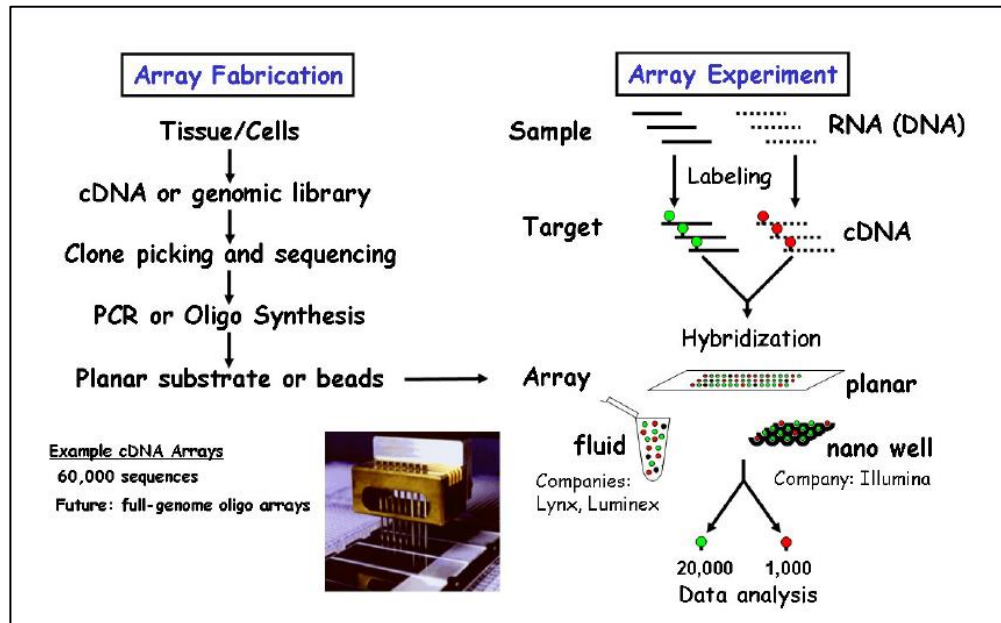 Array Fabrication
Tissue/Cells
cDNA or genomic library
Clone picking and sequencing
PCR or Oligo Synthesis
Planar substrate or beads
Example cDNA Arrays
60,000 sequences
Future: full-genome oligo arrays
Array Experiment
Sample
RNA (DNA)
Labeling
Target
cDNA
Hybridization
Array
planar
fluid
nano well
Companies:
Lynx, Luminex
Company: Illumina
20,000
1,000
Data analysis